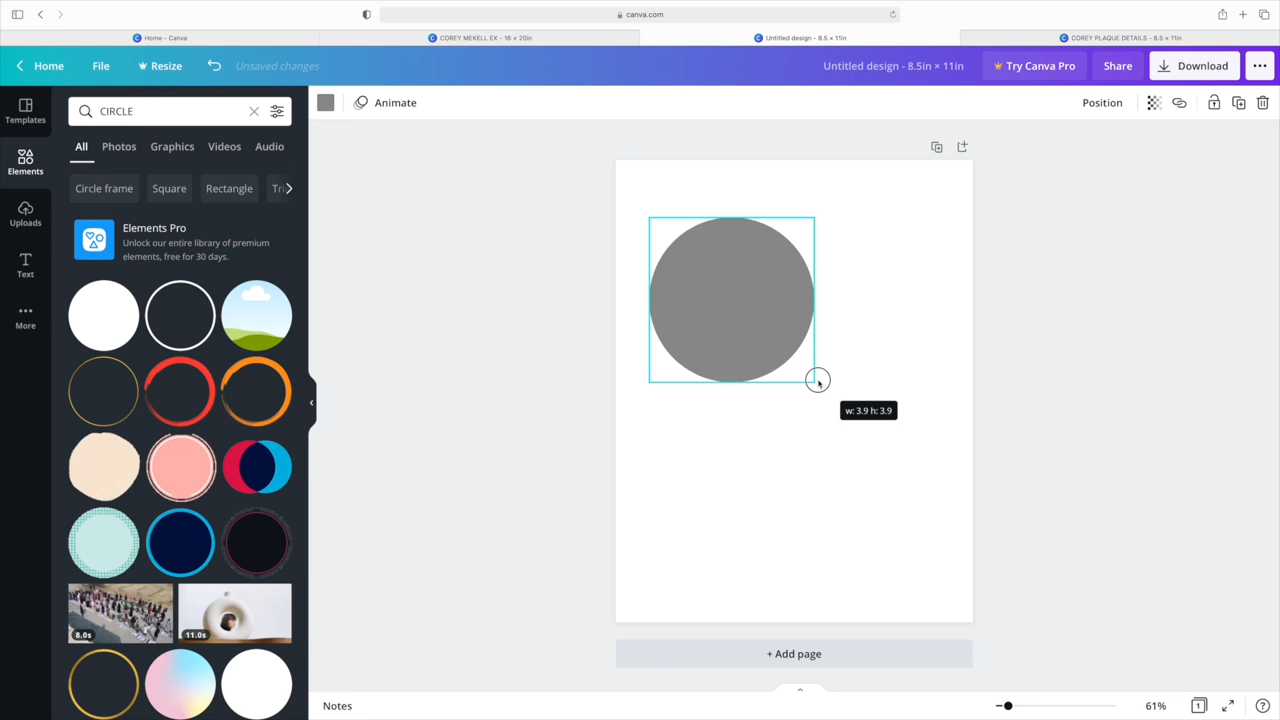 canva.com
Home - Canva
COREY MEKELL EX - 16 × 20in
Untitled design - 8.5 × 11in
COREY PLAQUE DETAILS - 8.5 × 11in
Home
File
Resize
Unsaved changes
Untitled design - 8.5in × 11in
Try Canva Pro
Share
Download
Templates
Elements
Uploads
Text
More
CIRCLE
All
Photos
Graphics
Videos
Audio
Circle frame
Square
Rectangle
Tri
Elements Pro
Unlock our entire library of premium
elements, free for 30 days.
8.0s
11.0s
Animate
Position
w: 3.9 h: 3.9
+ Add page
Notes
61%
1